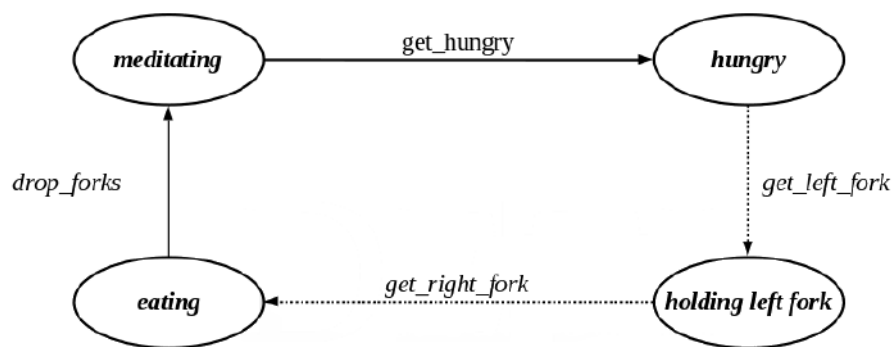 meditating
get_hungry
hungry
drop_forks
get_left_fork
eating
get_right_fork
holding left fork